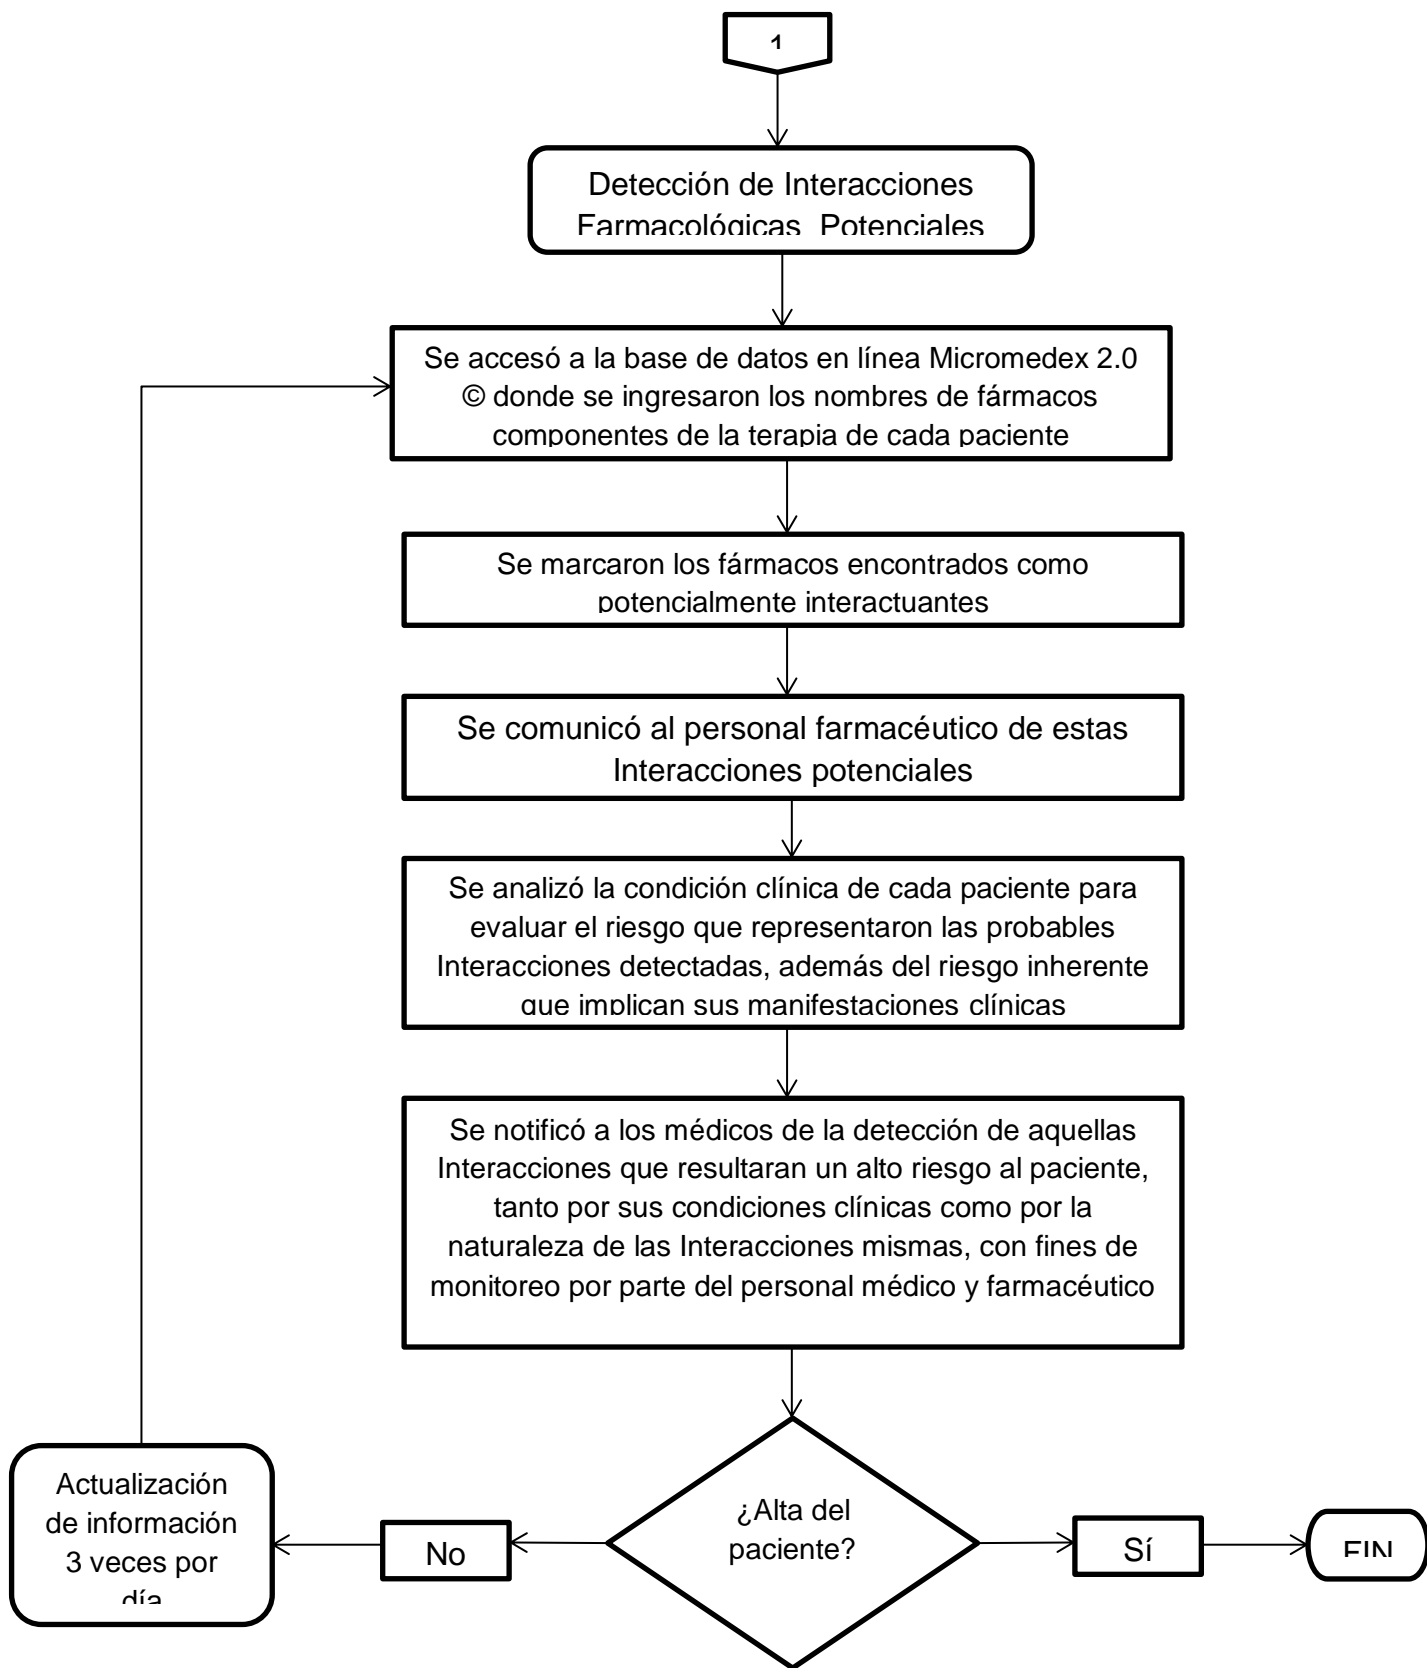 1
Detección de Interacciones
Farmacológicas Potenciales
Se accesó a la base de datos en línea Micromedex 2.0
© donde se ingresaron los nombres de fármacos
componentes de la terapia de cada paciente
Se marcaron los fármacos encontrados como
potencialmente interactuantes
Se comunicó al personal farmacéutico de estas
Interacciones potenciales
Se analizó la condición clínica de cada paciente para
evaluar el riesgo que representaron las probables
Interacciones detectadas, además del riesgo inherente
que implican sus manifestaciones clínicas
Se notificó a los médicos de la detección de aquellas
Interacciones que resultaran un alto riesgo al paciente,
tanto por sus condiciones clínicas como por la
naturaleza de las Interacciones mismas, con fines de
monitoreo por parte del personal médico y farmacéutico
Actualización
de información
3 veces por
día
No
¿Alta del
paciente?
Sí
FIN